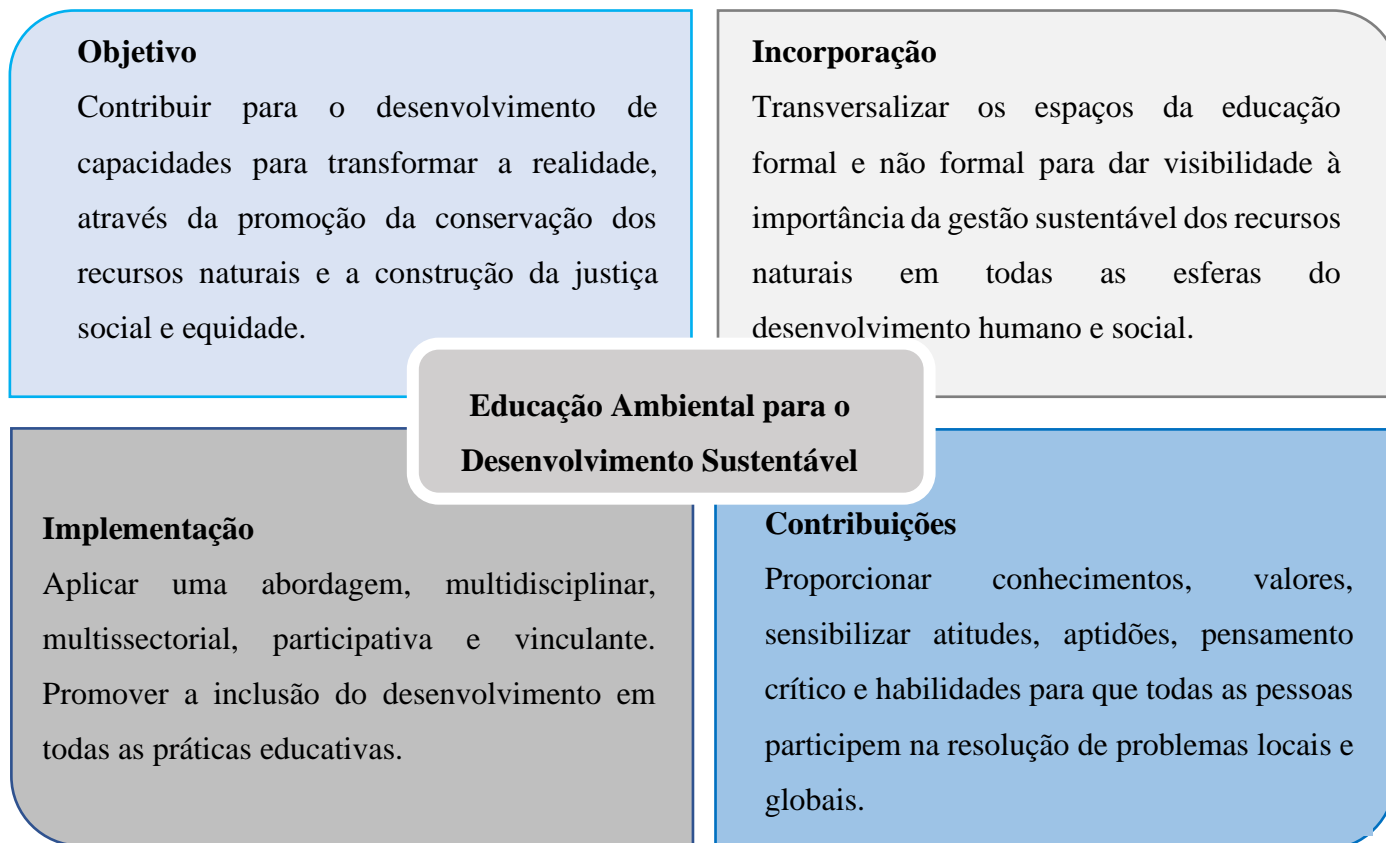 Objetivo
Contribuir para o desenvolvimento de
capacidades para transformar a realidade,
através da promoção da conservação dos
recursos naturais e a construção da justiça
social e equidade.
Incorporação
Transversalizar os espaços da educação
formal e não formal para dar visibilidade à
importância da gestão sustentável dos recursos
naturais em todas as esferas do
desenvolvimento humano e social.
Educação Ambiental para o
Desenvolvimento Sustentável
Implementação
Aplicar uma abordagem, multidisciplinar,
multissectorial, participativa e vinculante.
Promover a inclusão do desenvolvimento em
todas as práticas educativas.
Contribuições
Proporcionar conhecimentos, valores,
sensibilizar atitudes, aptidões, pensamento
crítico e habilidades para que todas as pessoas
participem na resolução de problemas locais e
globais.